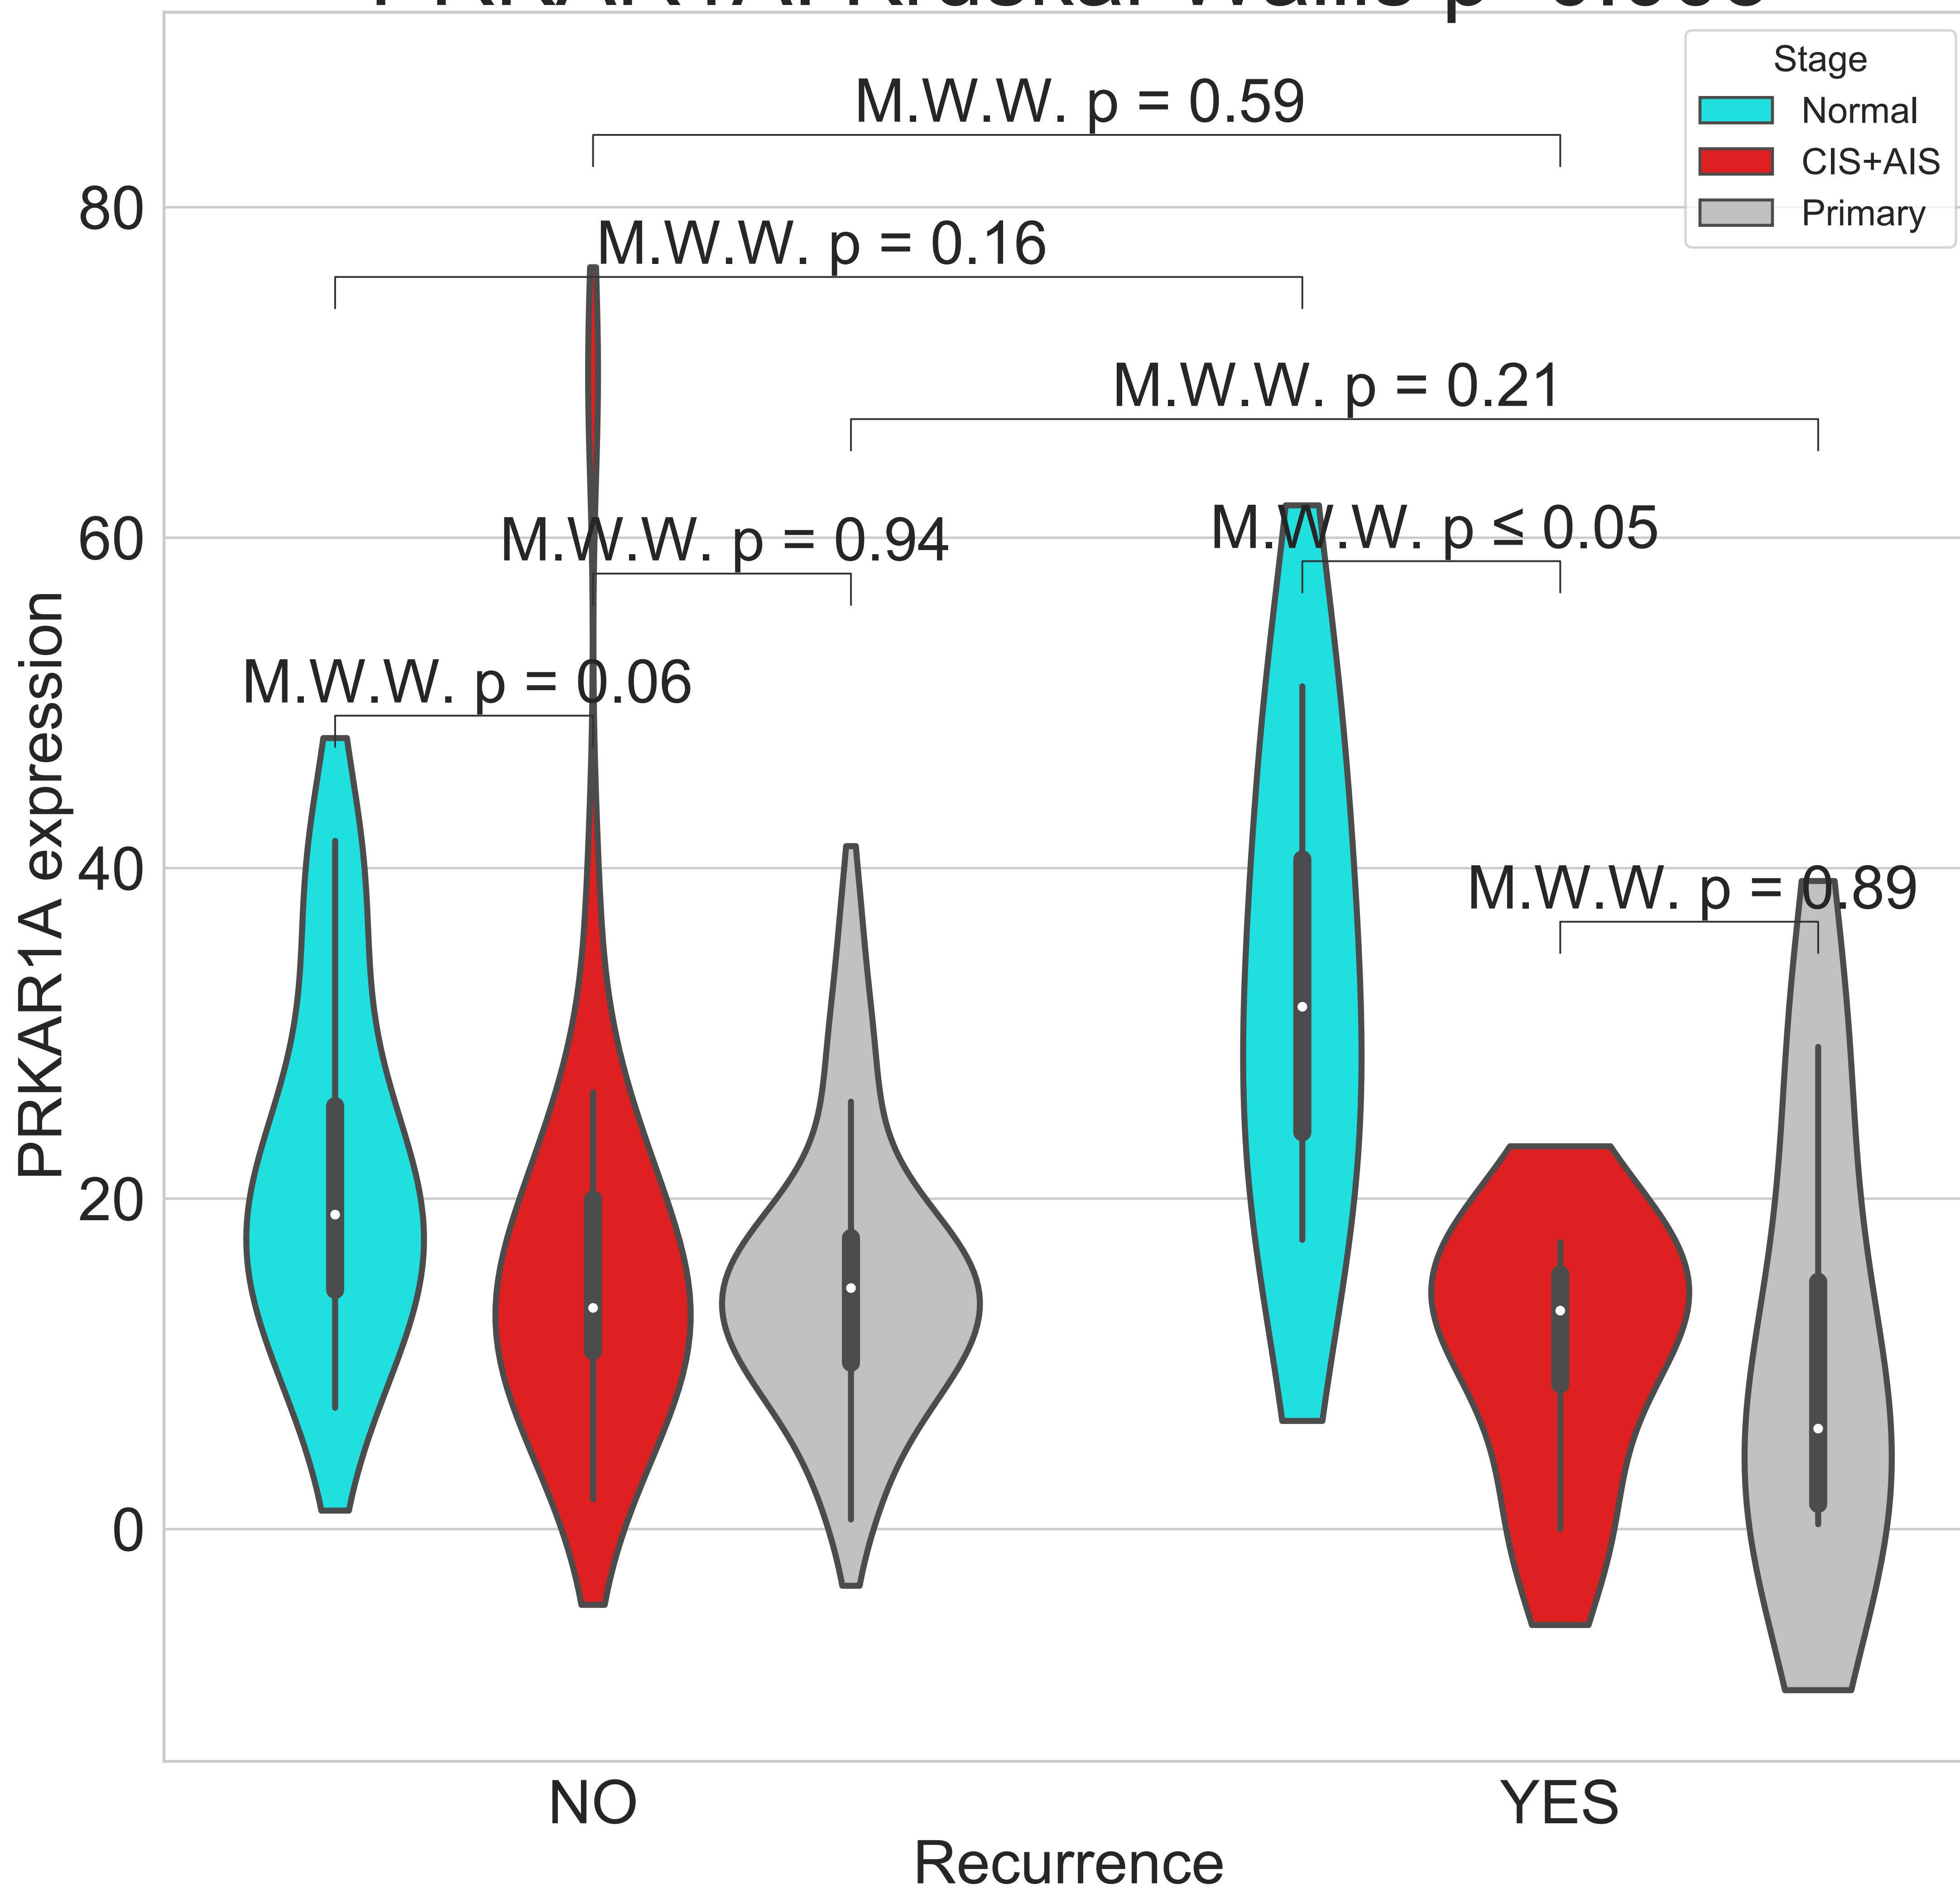 Stage
Normal
CIS+AIS
Primary
M.W.W. p = 0.59
M.W.W. p = 0.16
M.W.W. p = 0.21
M.W.W. p = 0.94
M.W.W. p ≤ 0.05
M.W.W. p = 0.06
M.W.W. p = 0.89
PRKAR1A expression
80
60
40
20
0
NO
YES
Recurrence